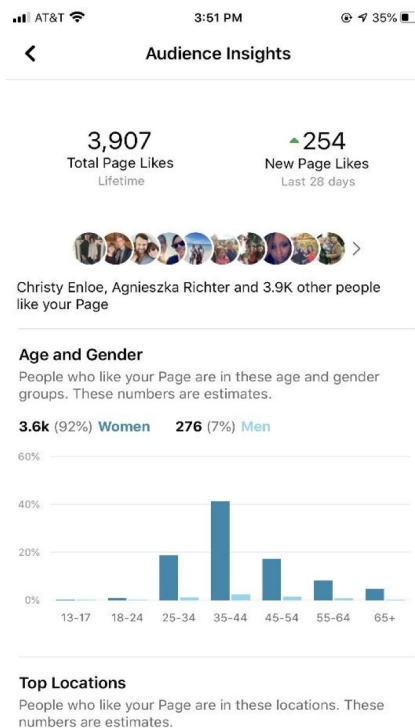 AT&T 3:51 PM 35%
Audience Insights
3,907 254
Total Page Likes New Page Likes
Lifetime Last 28 days
Christy Enloe, Agnieszka Richter and 3.9K other people
like your Page
Age and Gender
People who like your Page are in these age and gender
groups. These numbers are estimates.
3.6k (92%) Women 276 (7%) Men
60%
40%
20%
0%
13-17 18-24 25-34 35-44 45-54 55-64 65+
Top Locations
People who like your Page are in these locations. These
numbers are estimates.